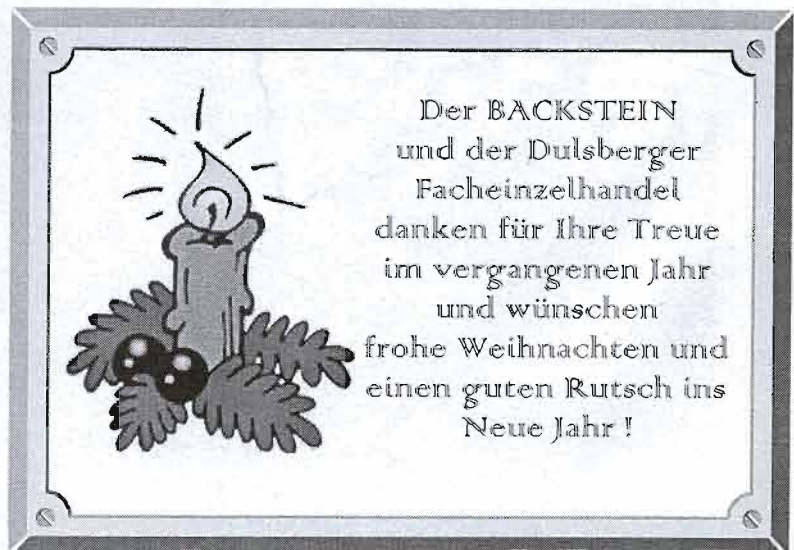 Der BACKSTEIN
und der Dulsberger
Facheinzelhandel
danken für Ihre Treue
im vergangenen Jahr
und wünschen
frohe Weihnachten und
einen guten Rutsch ins
Neue Jahr !